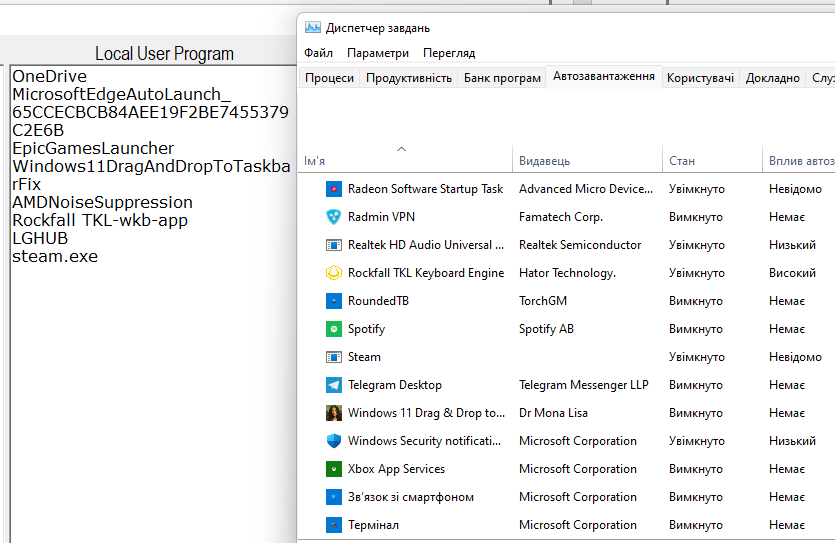 Local User Program
OneDrive
MicrosoftEdgeAutoLaunch_
65CCECBCB84AEE19F2BE7455379
C2E6B
EpicGamesLauncher
Windows11DragAndDropToTaskba
rFix
AMDNoiseSuppression
Rockfall TKL-wkb-app
LGHUB
steam.exe
Диспетчер завдань
Файл Параметри Перегляд
Процеси Продуктивність Банк програм Автозавантаження Користувачі Докладно Слу
Ім'я Видавець Стан Вплив автоз
Radeon Software Startup Task Advanced Micro Device... Увімкнуто Невідомо
Radmin VPN Famatech Corp. Вимкнуто Немає
Realtek HD Audio Universal ... Realtek Semiconductor Увімкнуто Низький
Rockfall TKL Keyboard Engine Hator Technology. Увімкнуто Високий
RoundedTB TorchGM Вимкнуто Немає
Spotify Spotify AB Вимкнуто Немає
Steam Увімкнуто Невідомо
Telegram Desktop Telegram Messenger LLP Вимкнуто Немає
Windows 11 Drag & Drop to... Dr Mona Lisa Вимкнуто Немає
Windows Security notificati... Microsoft Corporation Увімкнуто Низький
Xbox App Services Microsoft Corporation Вимкнуто Немає
Зв'язок зі смартфоном Microsoft Corporation Вимкнуто Немає
Термінал Microsoft Corporation Вимкнуто Немає